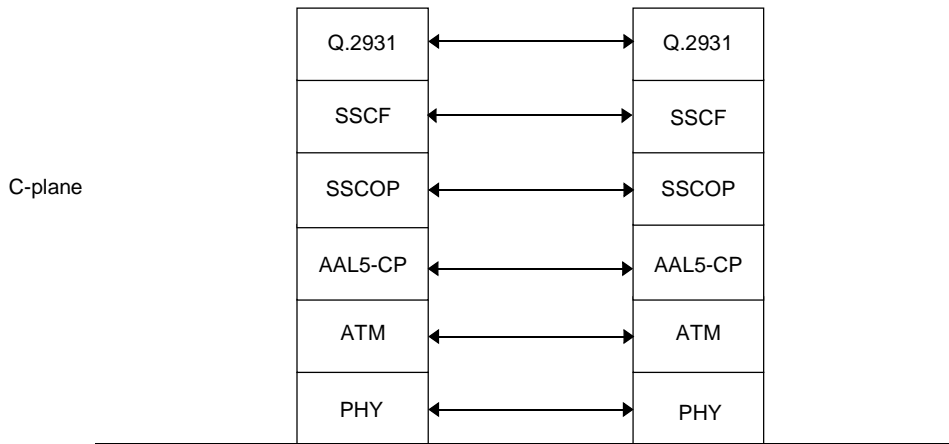 Q.2931 Q.2931
SSCF SSCF
C-plane SSCOP SSCOP
AAL5-CP AAL5-CP
ATM ATM
PHY PHY